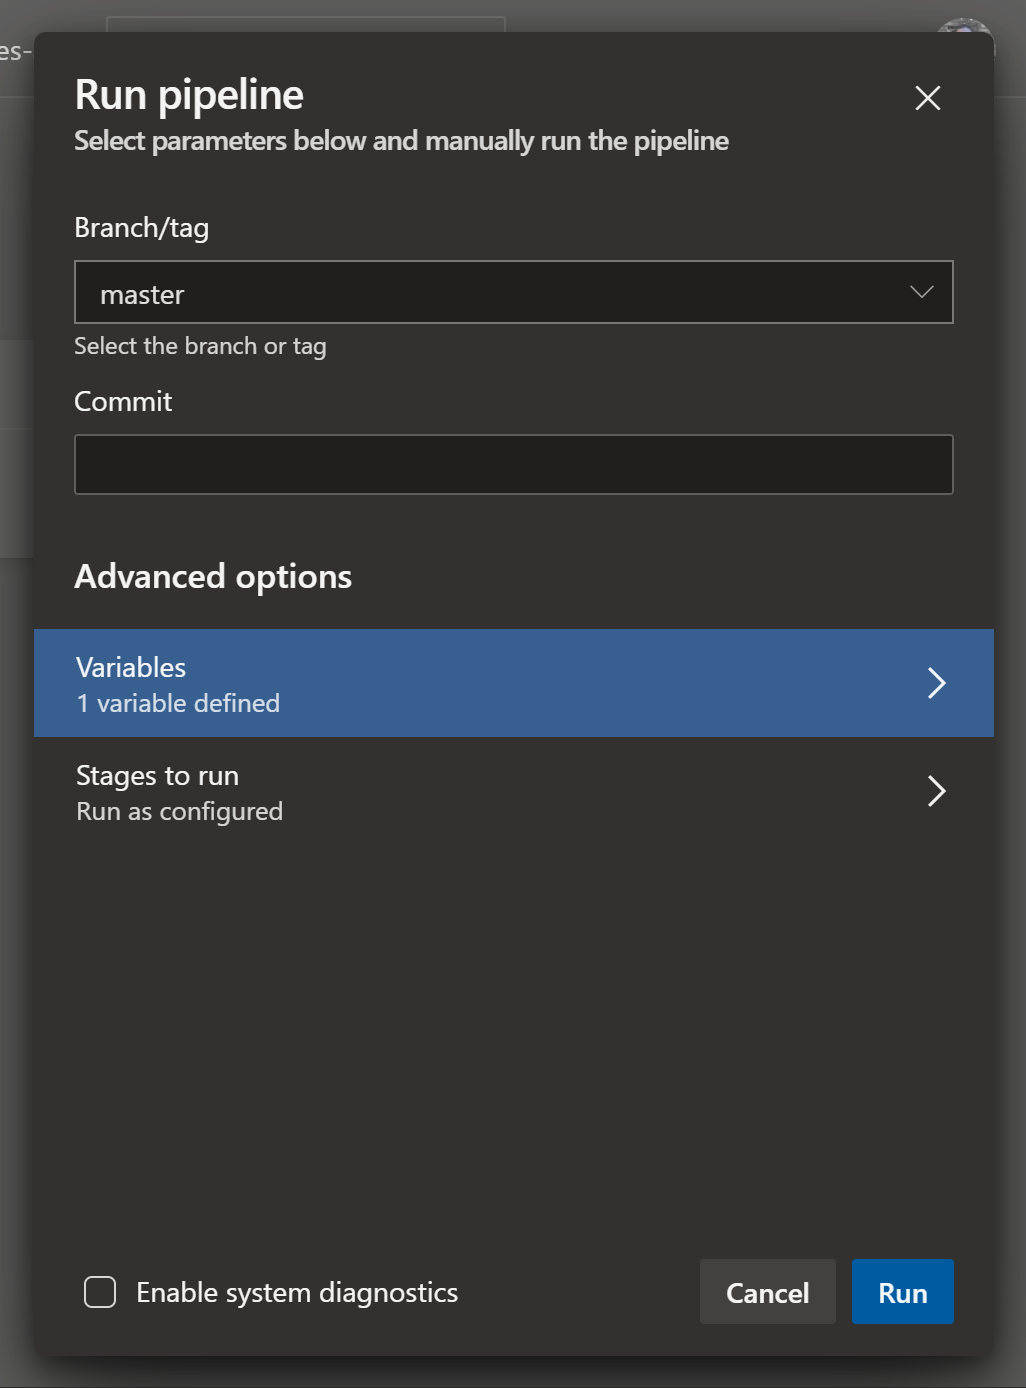 es-
Run pipeline
Select parameters below and manually run the pipeline
Branch/tag
master
Select the branch or tag
Commit
Advanced options
Variables
1 variable defined
Stages to run
Run as configured
Enable system diagnostics
Cancel
Run